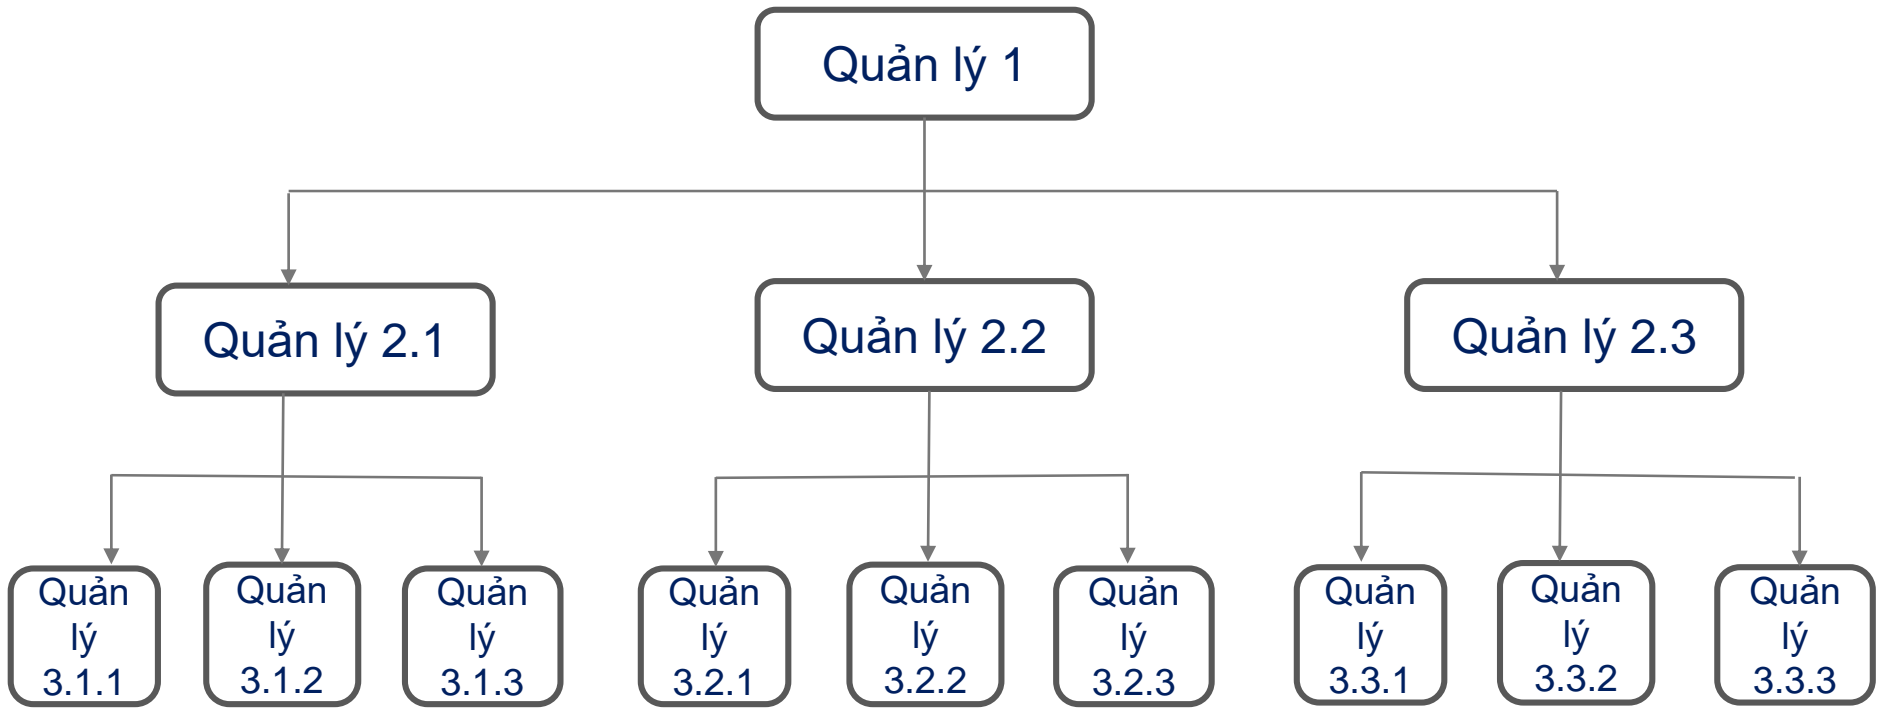 Quản lý 1
Quản lý 2.1
Quản lý 2.2
Quản lý 2.3
Quản
lý
3.1.1
Quản
lý
3.1.2
Quản
lý
3.1.3
Quản
lý
3.2.1
Quản
lý
3.2.2
Quản
lý
3.2.3
Quản
lý
3.3.1
Quản
lý
3.3.2
Quản
lý
3.3.3